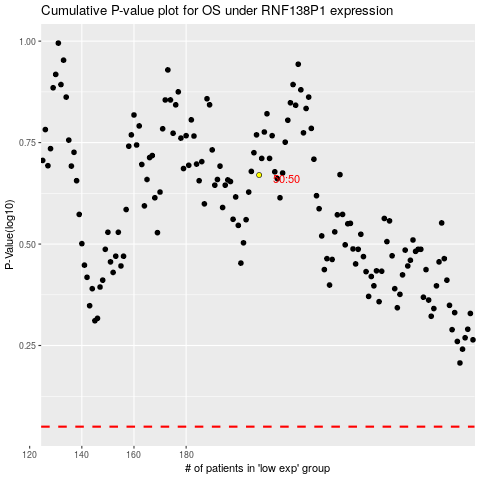 Cumulative P-value plot for OS under RNF138P1 expression
P-Value(log10)
1.00
0.75
0.50
0.25
50:50
120 140 160 180
# of patients in 'low exp' group